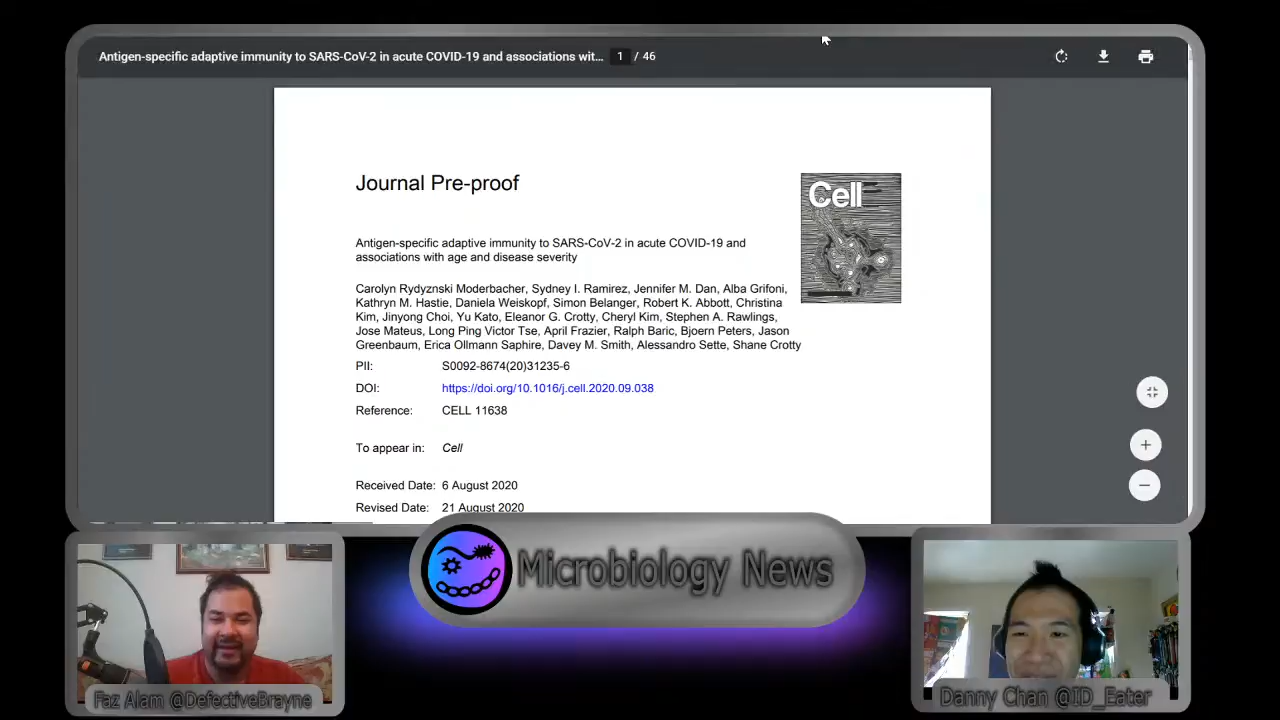 Antigen-specific adaptive immunity to SARS-CoV-2 in acute COVID-19 and associations wit... 1 / 46
Journal Pre-proof
Cell
Antigen-specific adaptive immunity to SARS-CoV-2 in acute COVID-19 and
associations with age and disease severity
Carolyn Rydyznski Moderbacher, Sydney I. Ramirez, Jennifer M. Dan, Alba Grifoni,
Kathryn M. Hastie, Daniela Weiskopf, Simon Belanger, Robert K. Abbott, Christina
Kim, Jinyong Choi, Yu Kato, Eleanor G. Crotty, Cheryl Kim, Stephen A. Rawlings,
Jose Mateus, Long Ping Victor Tse, April Frazier, Ralph Baric, Bjoern Peters, Jason
Greenbaum, Erica Ollmann Saphire, Davey M. Smith, Alessandro Sette, Shane Crotty
PII: S0092-8674(20)31235-6
DOI: https://doi.org/10.1016/j.cell.2020.09.038
Reference: CELL 11638
To appear in: Cell
Received Date: 6 August 2020
Revised Date: 21 August 2020
Microbiology News
Faz Alam @DefectiveBrayne
Danny Chan @ID_Eater